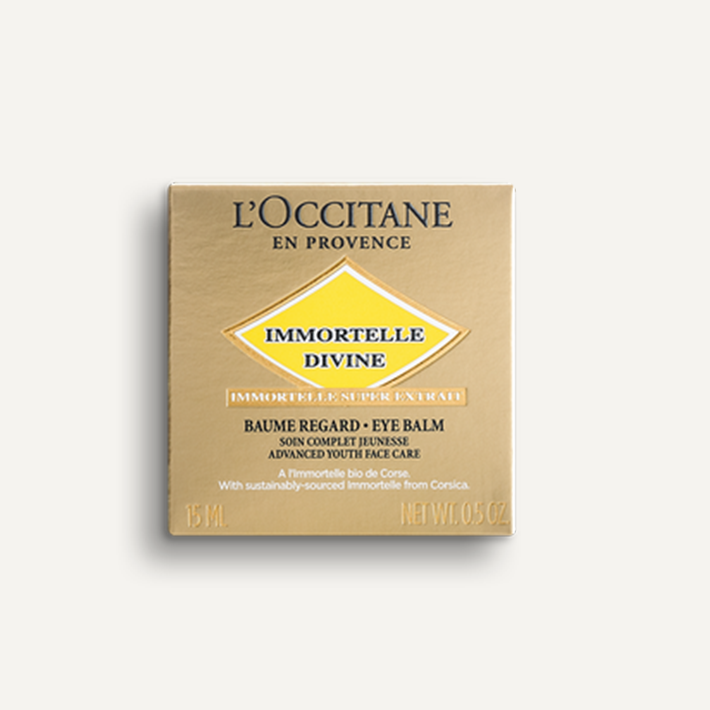 L'OCCITANE
EN PROVENCE
IMMORTELLE
DIVINE
IMMORTELLE SUPER EXTRAIT
BAUME REGARD • EYE BALM
SOIN COMPLET JEUNESSE
ADVANCED YOUTH FACE CARE
A l'Immortelle bio de Corse.
With sustainably-sourced Immortelle from Corsica.
15 ML NET WT. 0.5 OZ.